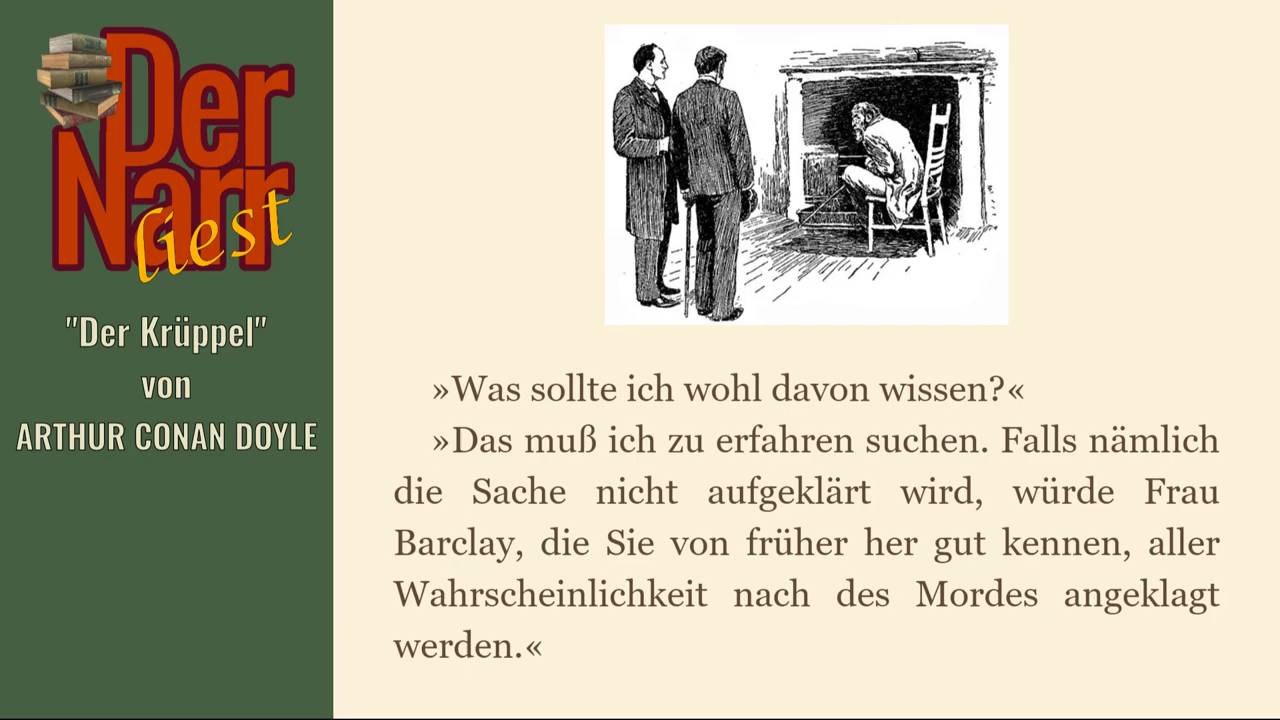 Der
Narr
liest
"Der Krüppel"
von
ARTHUR CONAN DOYLE
»Was sollte ich wohl davon wissen?«
»Das muß ich zu erfahren suchen. Falls nämlich
die Sache nicht aufgeklärt wird, würde Frau
Barclay, die Sie von früher her gut kennen, aller
Wahrscheinlichkeit nach des Mordes angeklagt
werden.«